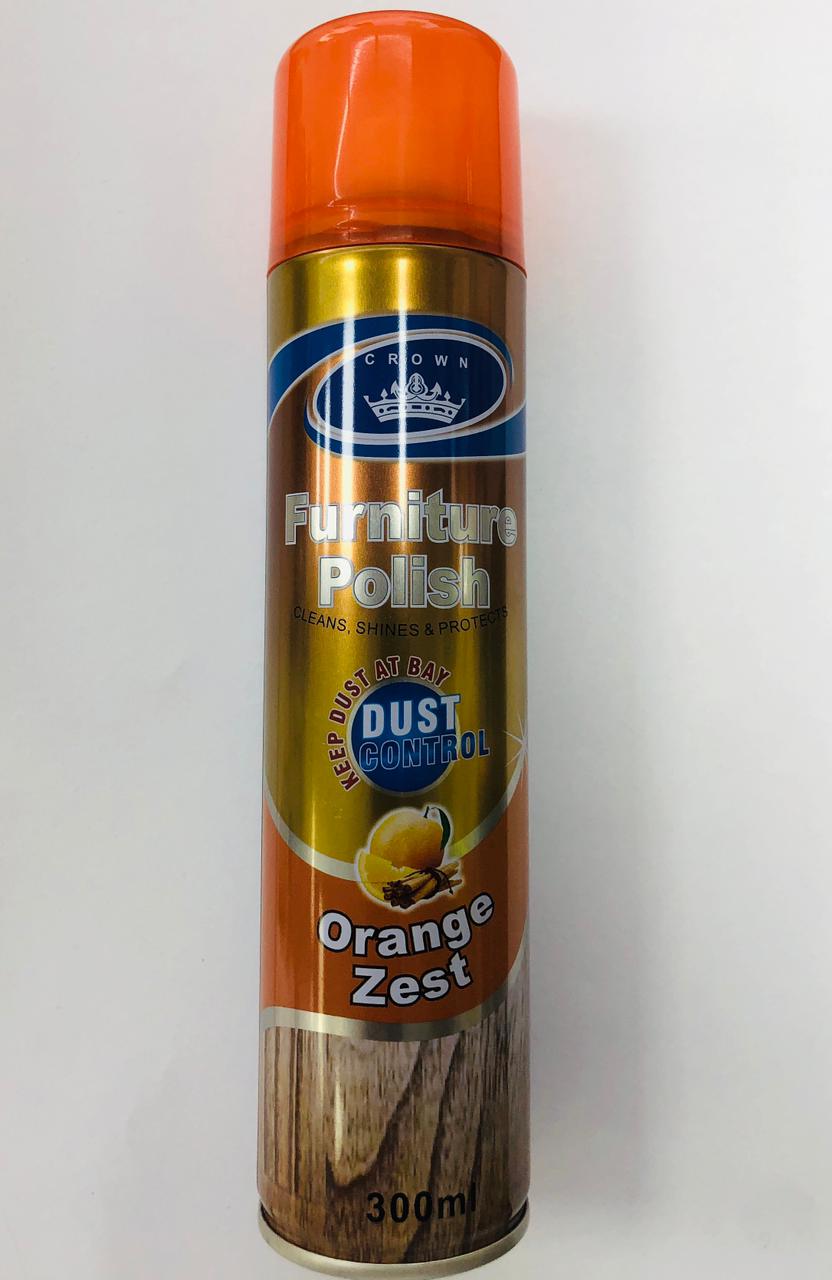 CROWN
Furniture
Polish
CLEANS, SHINES & PROTECTS
KEEP DUST AT BAY
DUST
CONTROL
Orange
Zest
300ml